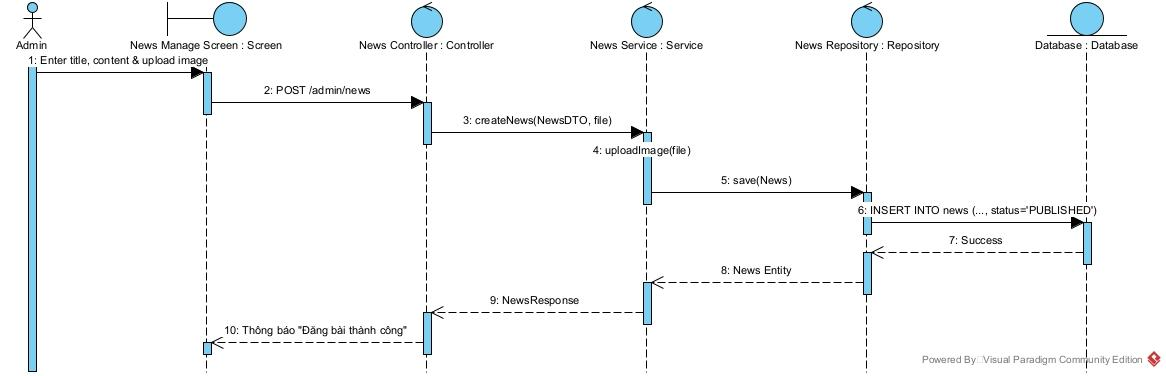 Admin
News Manage Screen : Screen
News Controller : Controller
News Service : Service
News Repository : Repository
Database : Database
1: Enter title, content & upload image
2: POST /admin/news
3: createNews(NewsDTO, file)
4: uploadImage(file)
5: save(News)
6: INSERT INTO news (..., status='PUBLISHED')
7: Success
8: News Entity
9: NewsResponse
10: Thông báo "Đăng bài thành công"
Powered By Visual Paradigm Community Edition